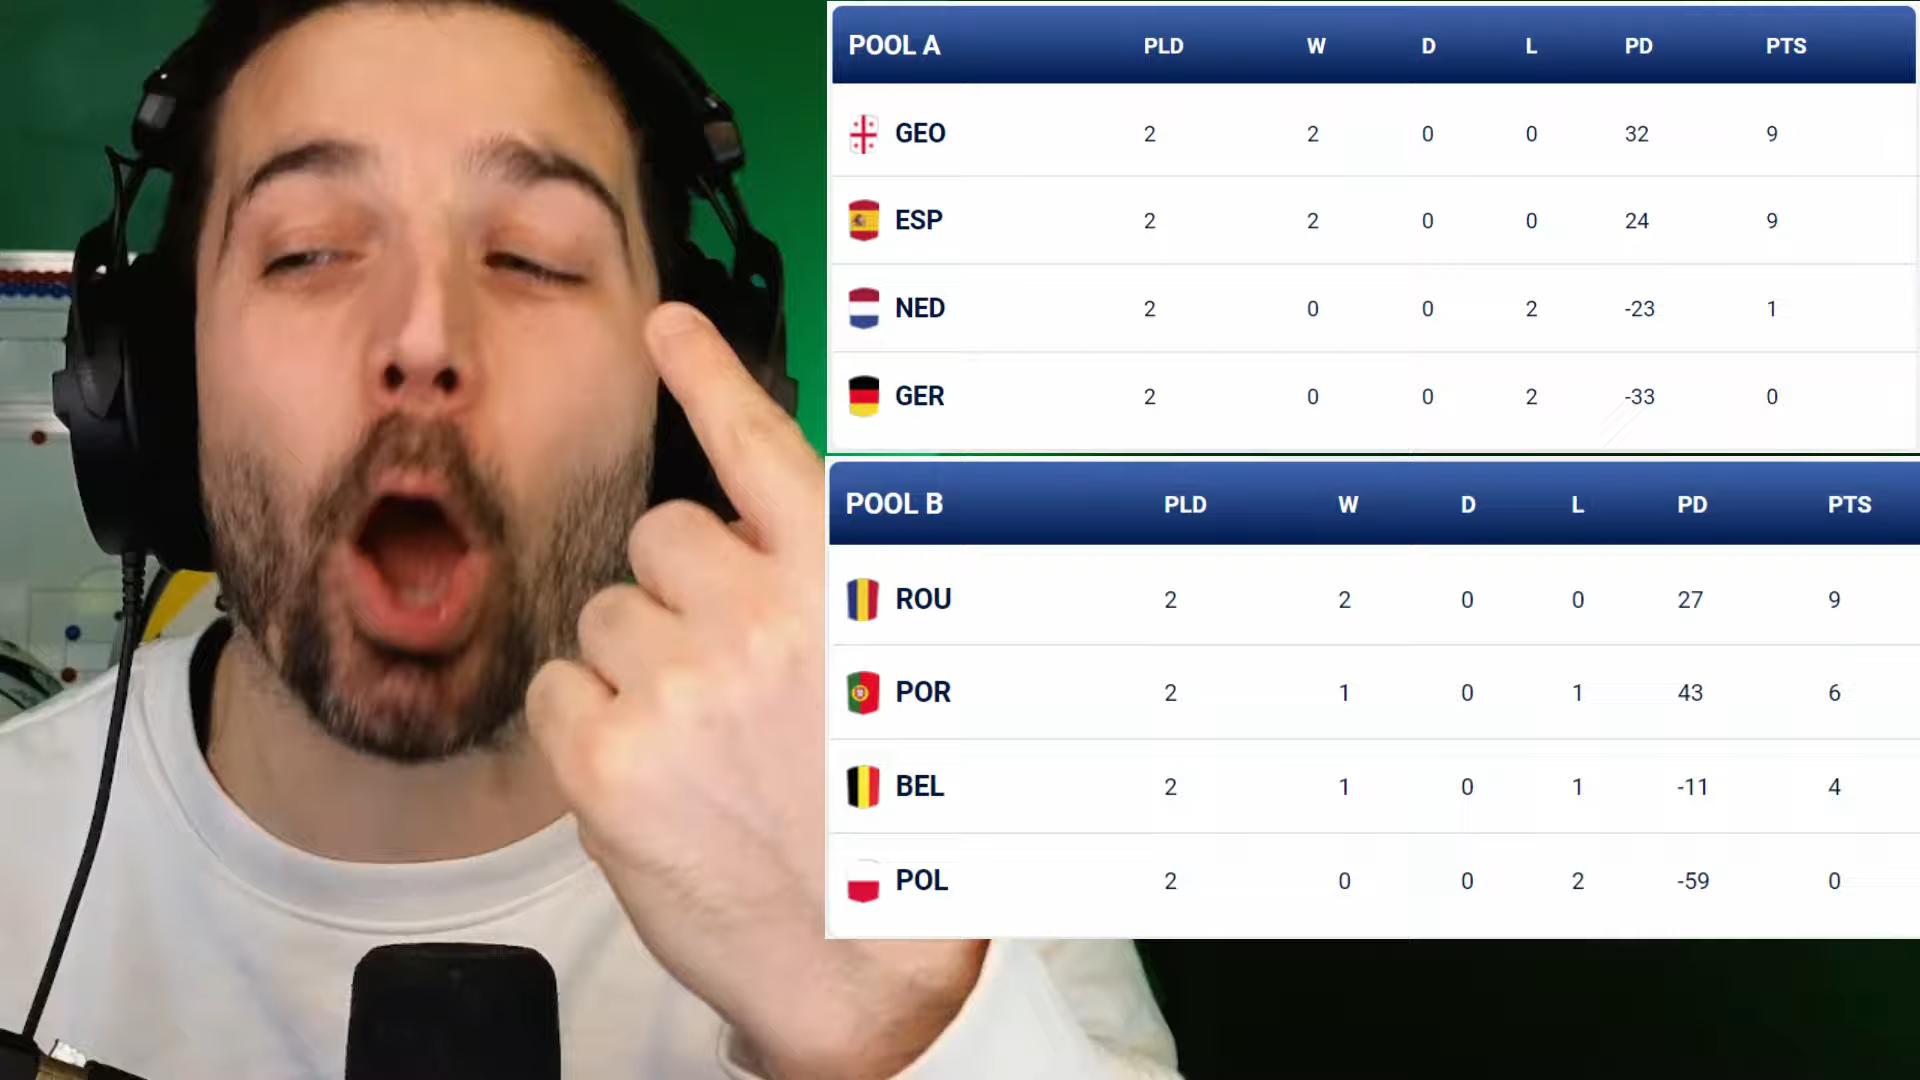 POOL A PLD W D L PD PTS
GEO 2 2 0 0 32 9
ESP 2 2 0 0 24 9
NED 2 0 0 2 -23 1
GER 2 0 0 2 -33 0
POOL B PLD W D L PD PTS
ROU 2 2 0 0 27 9
POR 2 1 0 1 43 6
BEL 2 1 0 1 -11 4
POL 2 0 0 2 -59 0